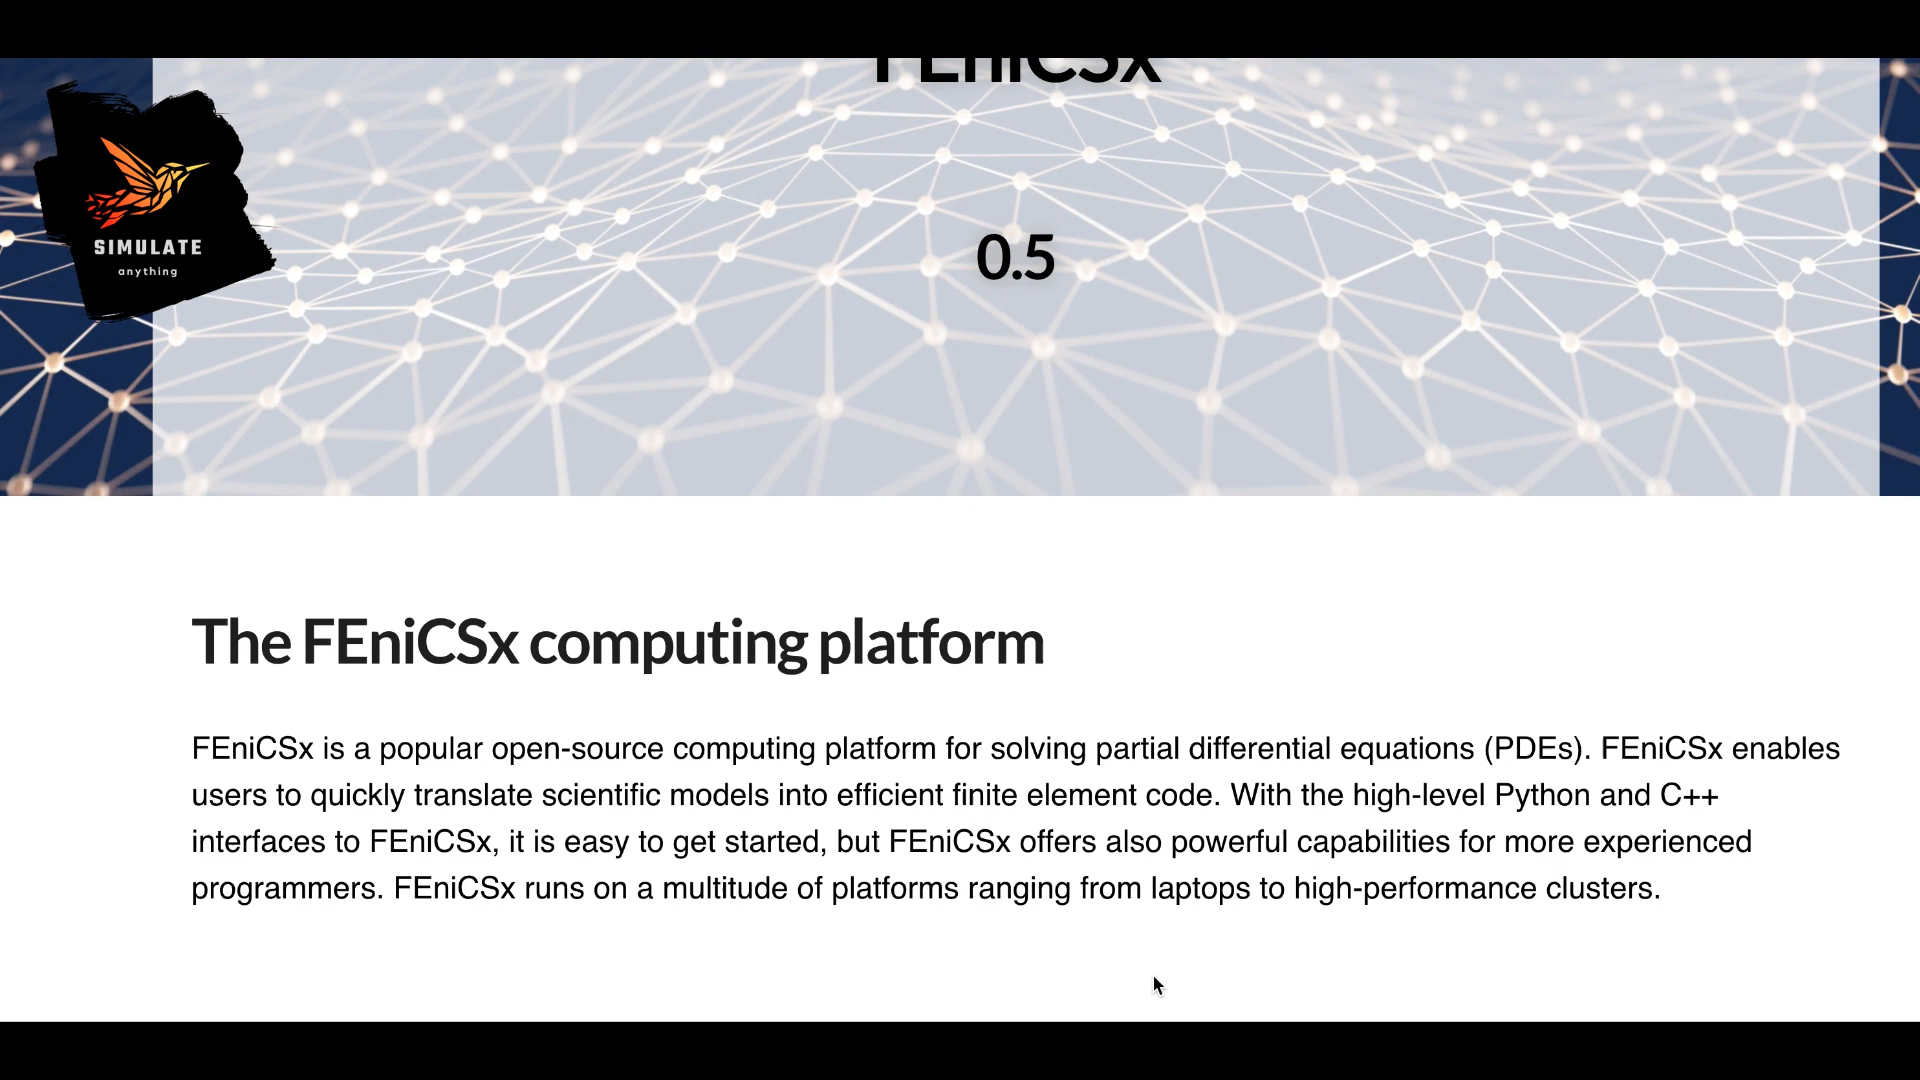 FEniCSx
SIMULATE
anything
0.5
The FEniCSx computing platform
FEniCSx is a popular open-source computing platform for solving partial differential equations (PDEs). FEniCSx enables
users to quickly translate scientific models into efficient finite element code. With the high-level Python and C++
interfaces to FEniCSx, it is easy to get started, but FEniCSx offers also powerful capabilities for more experienced
programmers. FEniCSx runs on a multitude of platforms ranging from laptops to high-performance clusters.